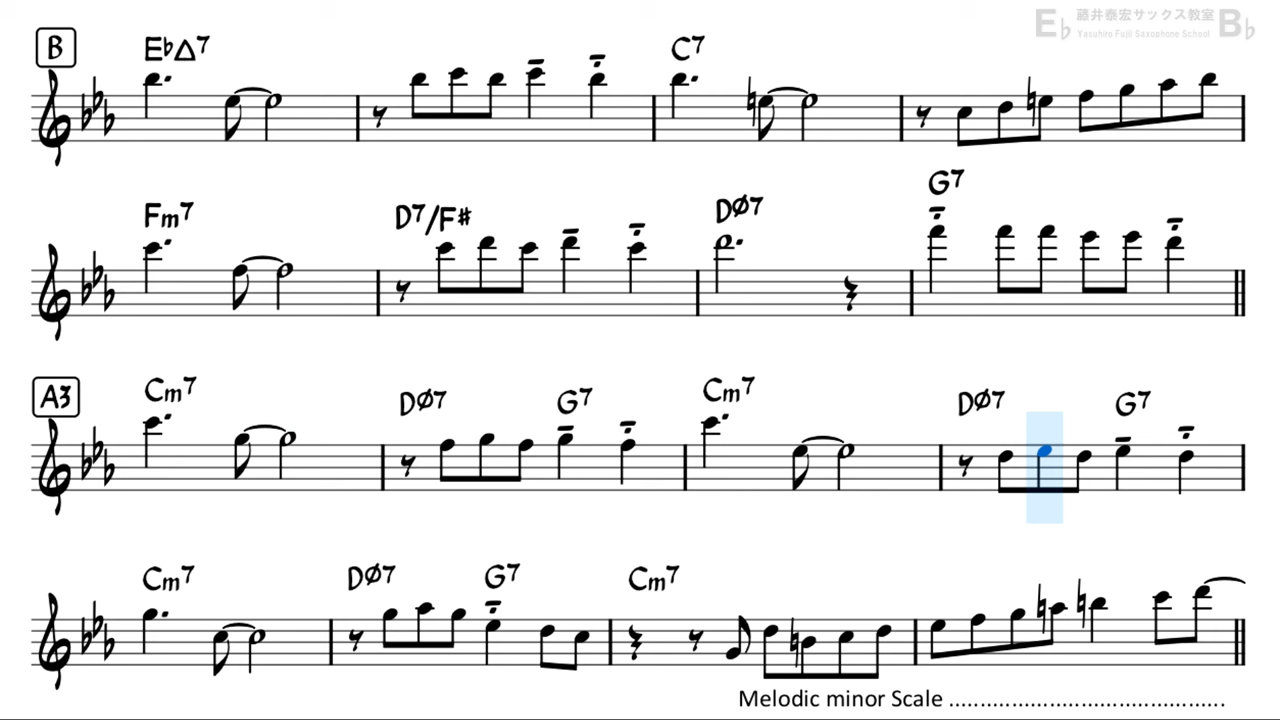 E♭ 藤井泰宏サックス教室 B♭
Yasuhiro Fujii Saxophone School
B E♭△7 C7
Fm7 D7/F# DØ7 G7
A3 Cm7 DØ7 G7 Cm7 DØ7 G7
Cm7 DØ7 G7 Cm7
Melodic minor Scale ............................................